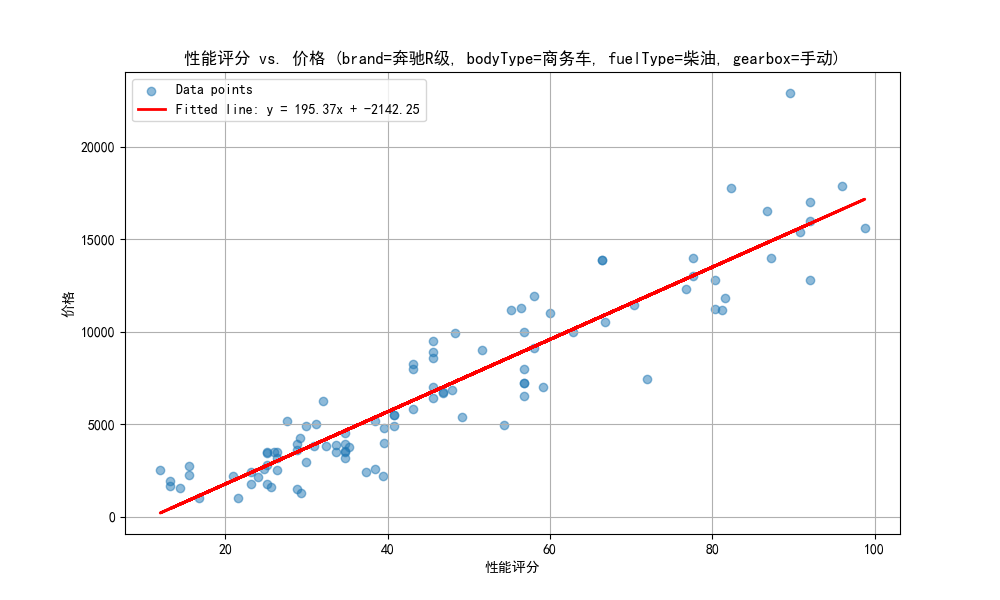 性能评分 vs. 价格 (brand=奔驰R级, bodyType=商务车, fuelType=柴油, gearbox=手动)
Data points
Fitted line: y = 195.37x + -2142.25
价格
20000
15000
10000
5000
0
20 40 60 80 100
性能评分